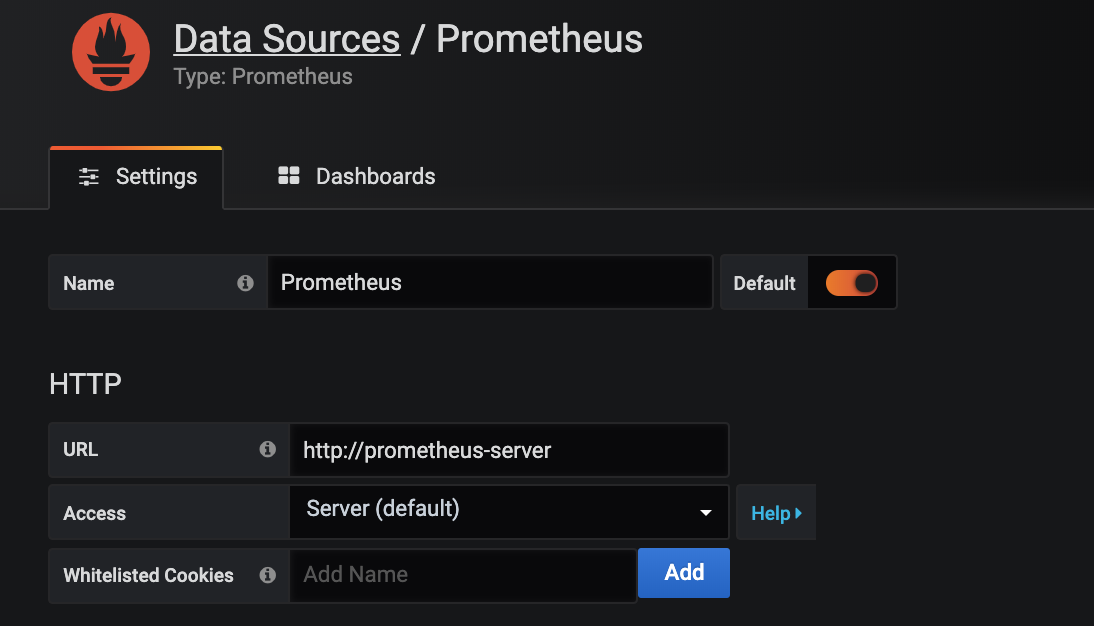 Data Sources / Prometheus
Type: Prometheus
Settings Dashboards
Name Prometheus Default
HTTP
URL http://prometheus-server
Access Server (default) Help
Whitelisted Cookies Add Name Add